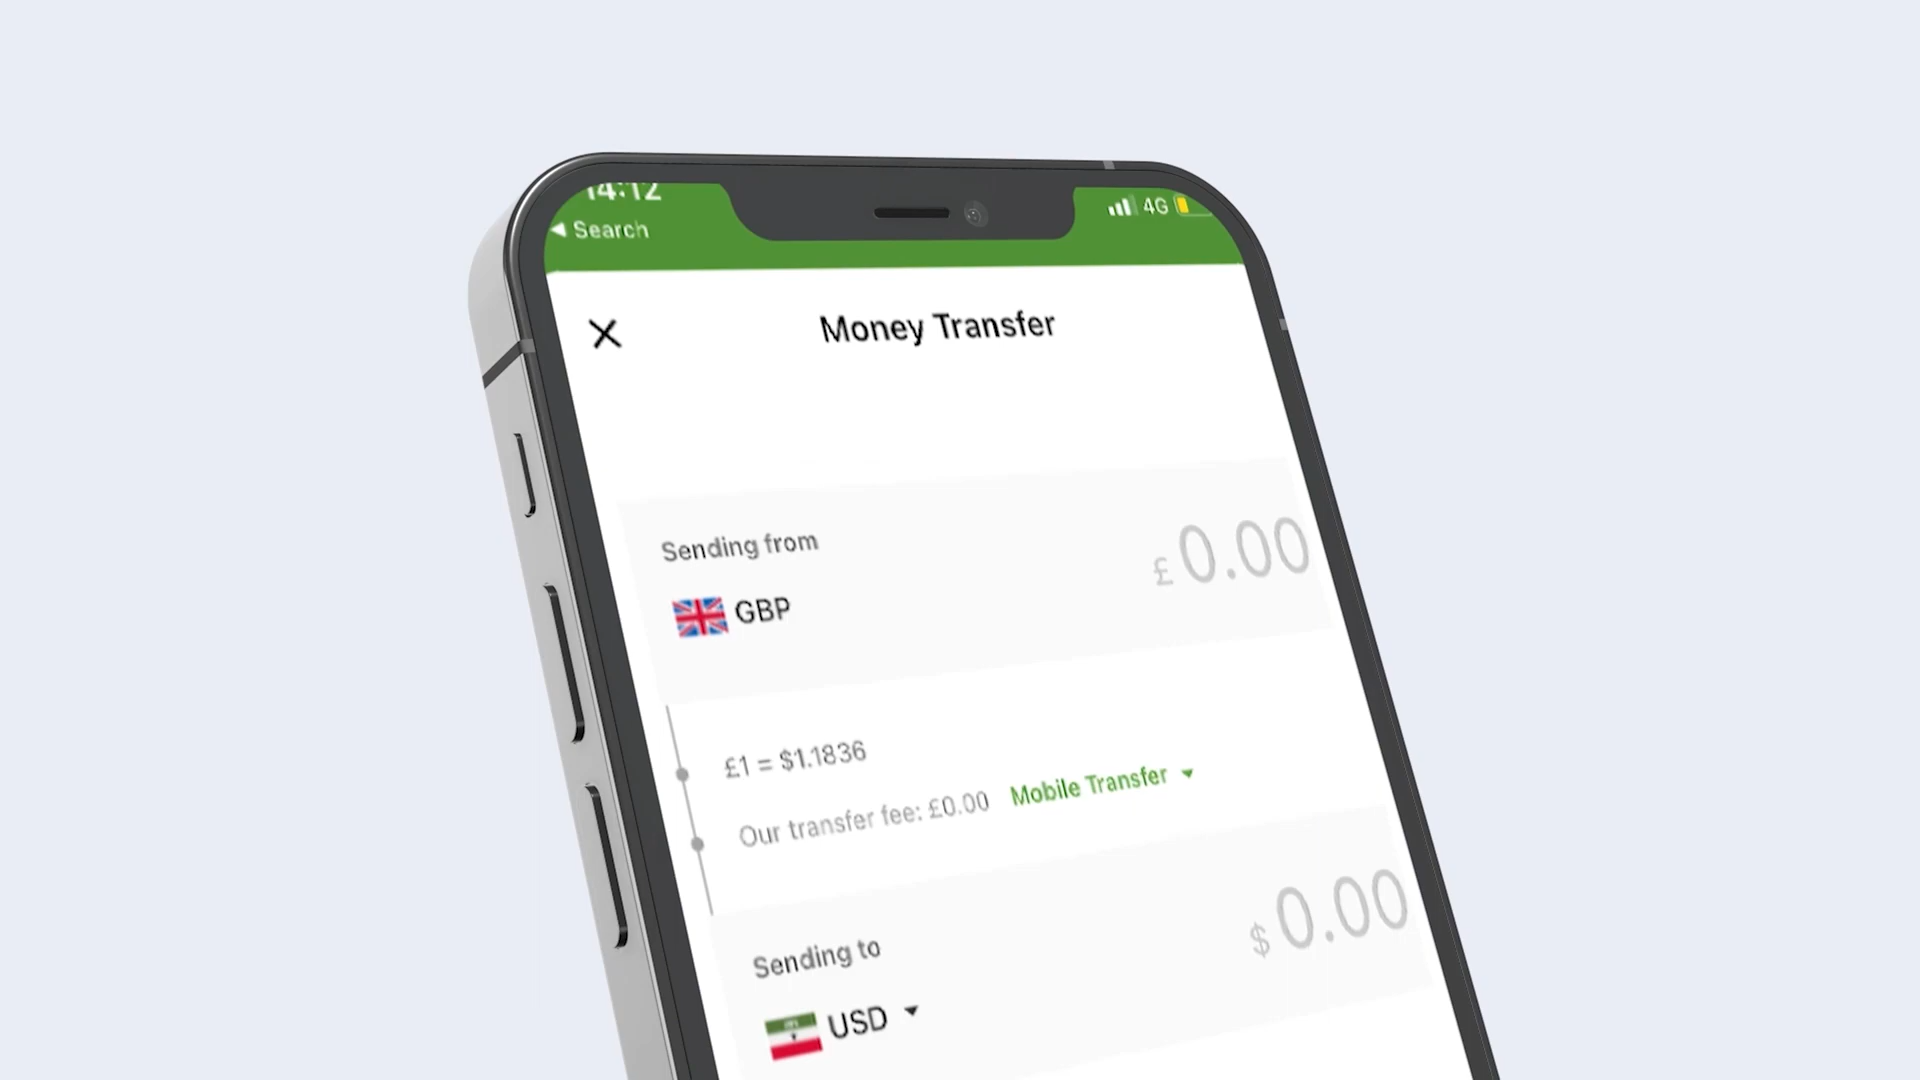 14:12
◀ Search
4G
Money Transfer
Sending from
£0.00
GBP
£1 = $1.1836
Our transfer fee: £0.00 Mobile Transfer
Sending to
$0.00
USD